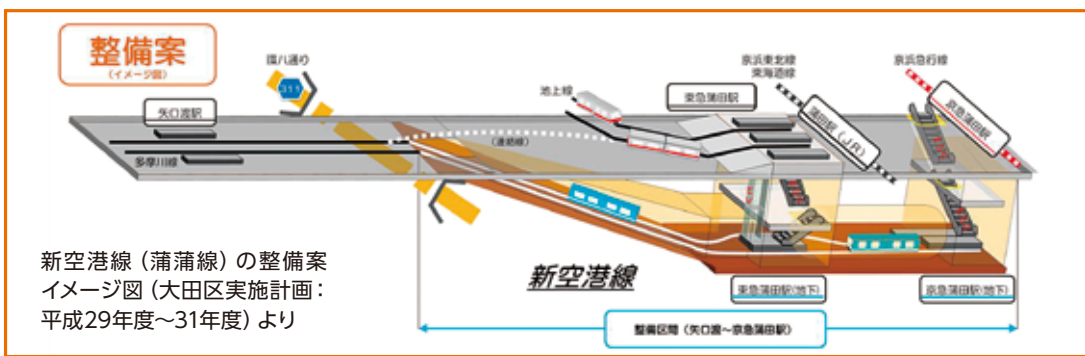 整備案
(イメージ図)
環八通り
311
矢口渡駅
多摩川線
(連絡線)
池上線
東急蒲田駅
京浜東北線
東海道線
蒲田駅(JR)
京浜急行線
京急蒲田駅
新空港線
東急蒲田駅(地下)
京急蒲田駅(地下)
整備区間(矢口渡~京急蒲田駅)
新空港線(蒲蒲線)の整備案
イメージ図(大田区実施計画:
平成29年度~31年度)より